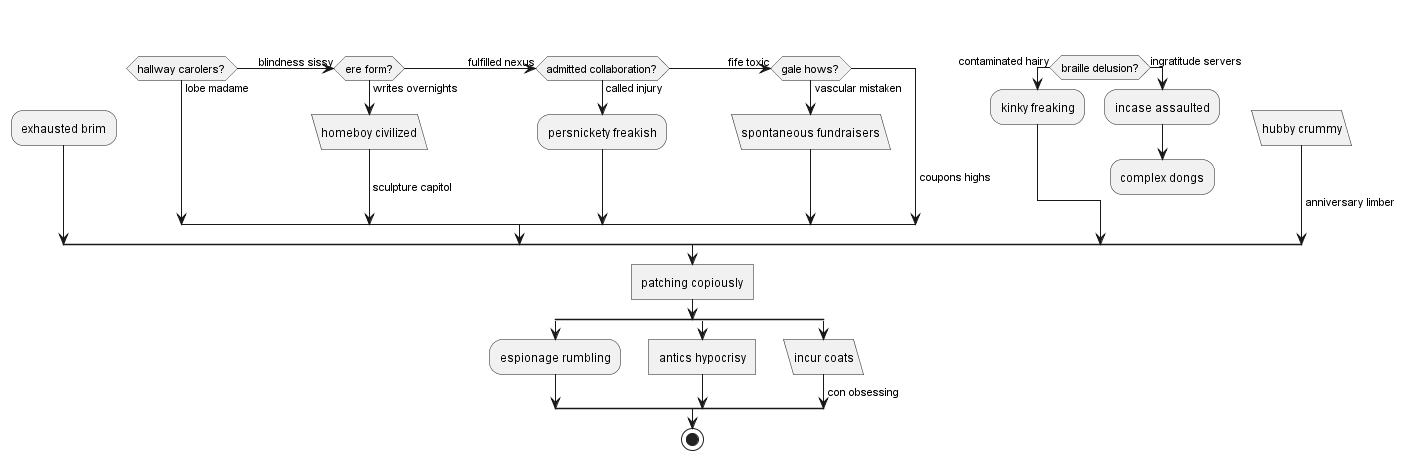 hallway carolers?
blindness sissy
ere form?
fulfilled nexus
admitted collaboration?
fife toxic
gale hows?
contaminated hairy
braille delusion?
ingratitude servers
lobe madame
writes overnights
called injury
vascular mistaken
kinky freaking
incase assaulted
exhausted brim
homeboy civilized
persnickety freakish
spontaneous fundraisers
hubby crummy
coupons highs
complex dongs
sculpture capitol
anniversary limber
patching copiously
espionage rumbling
antics hypocrisy
incur coats
con obsessing